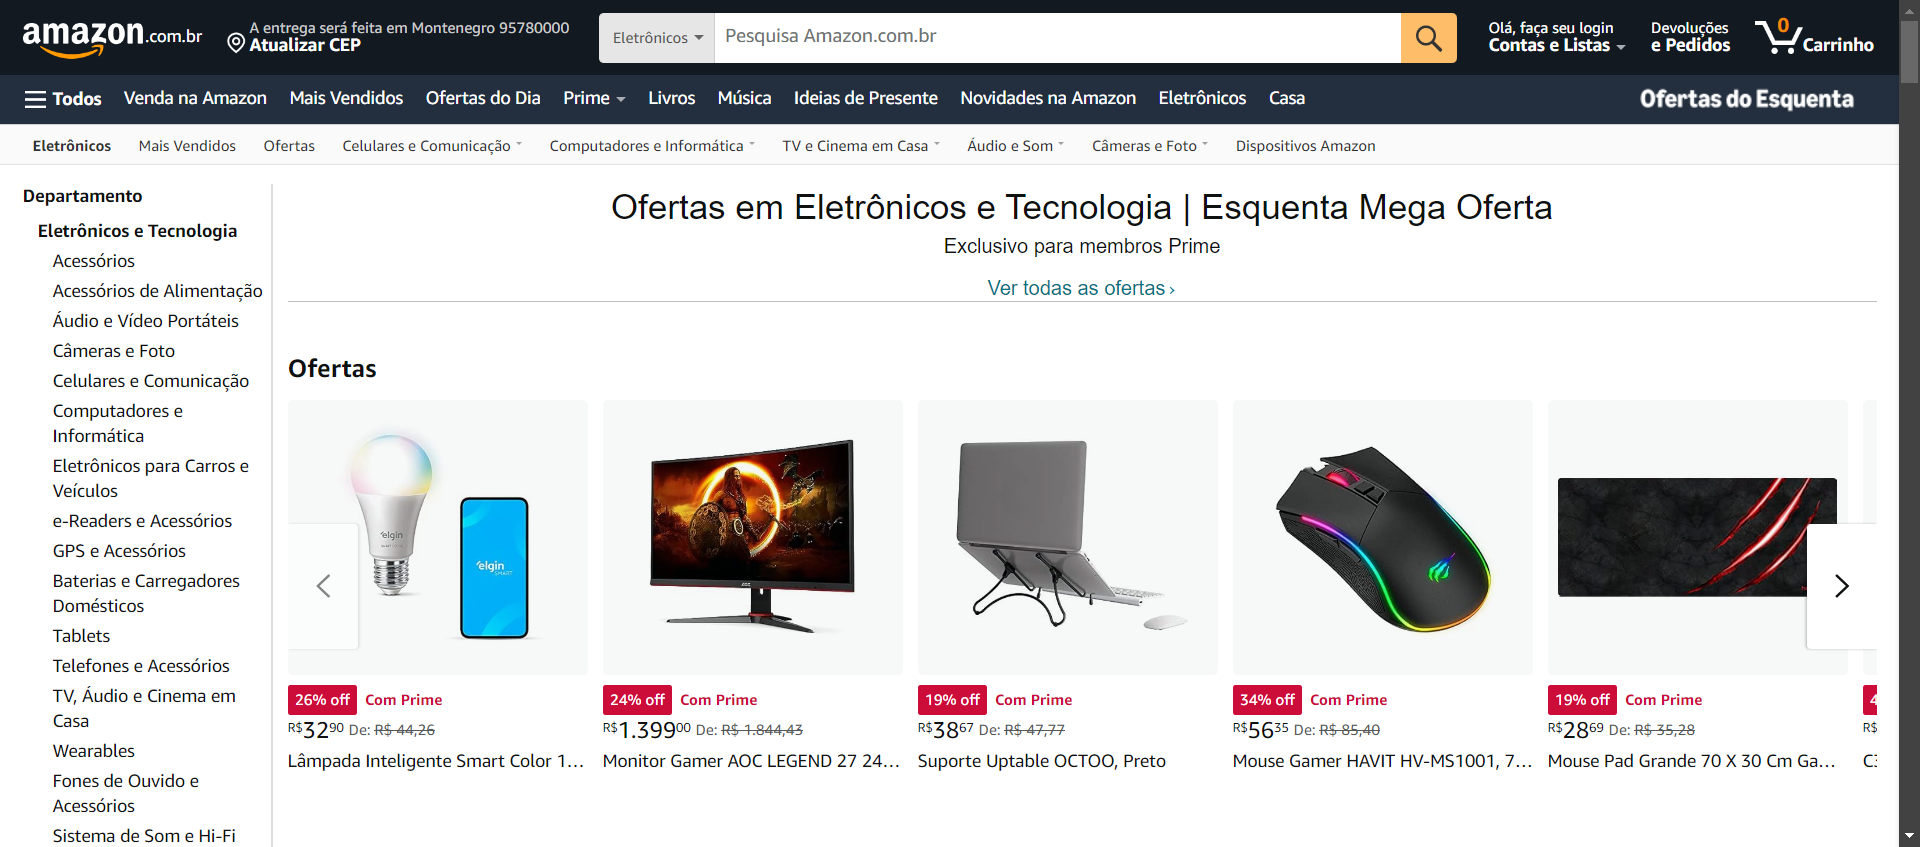 amazon.com.br
A entrega será feita em Montenegro 95780000
Atualizar CEP
Eletrônicos
Pesquisa Amazon.com.br
Olá, faça seu login
Contas e Listas
Devoluções
e Pedidos
0
Carrinho
Todos
Venda na Amazon
Mais Vendidos
Ofertas do Dia
Prime
Livros
Música
Ideias de Presente
Novidades na Amazon
Eletrônicos
Casa
Ofertas do Esquenta
Eletrônicos
Mais Vendidos
Ofertas
Celulares e Comunicação
Computadores e Informática
TV e Cinema em Casa
Áudio e Som
Câmeras e Foto
Dispositivos Amazon
Departamento
Eletrônicos e Tecnologia
Acessórios
Acessórios de Alimentação
Áudio e Vídeo Portáteis
Câmeras e Foto
Celulares e Comunicação
Computadores e
Informática
Eletrônicos para Carros e
Veículos
e-Readers e Acessórios
GPS e Acessórios
Baterias e Carregadores
Domésticos
Tablets
Telefones e Acessórios
TV, Áudio e Cinema em
Casa
Wearables
Fones de Ouvido e
Acessórios
Sistema de Som e Hi-Fi
Ofertas em Eletrônicos e Tecnologia | Esquenta Mega Oferta
Exclusivo para membros Prime
Ver todas as ofertas ›
Ofertas
elgin
elgin
SMART
26% off Com Prime
R$3290 De: R$ 44,26
Lâmpada Inteligente Smart Color 1...
AOC
24% off Com Prime
R$1.39900 De: R$ 1.844,43
Monitor Gamer AOC LEGEND 27 24...
19% off Com Prime
R$3867 De: R$ 47,77
Suporte Uptable OCTOO, Preto
34% off Com Prime
R$5635 De: R$ 85,40
Mouse Gamer HAVIT HV-MS1001, 7...
19% off Com Prime
R$2869 De: R$ 35,28
Mouse Pad Grande 70 X 30 Cm Ga...
4
R$
C3